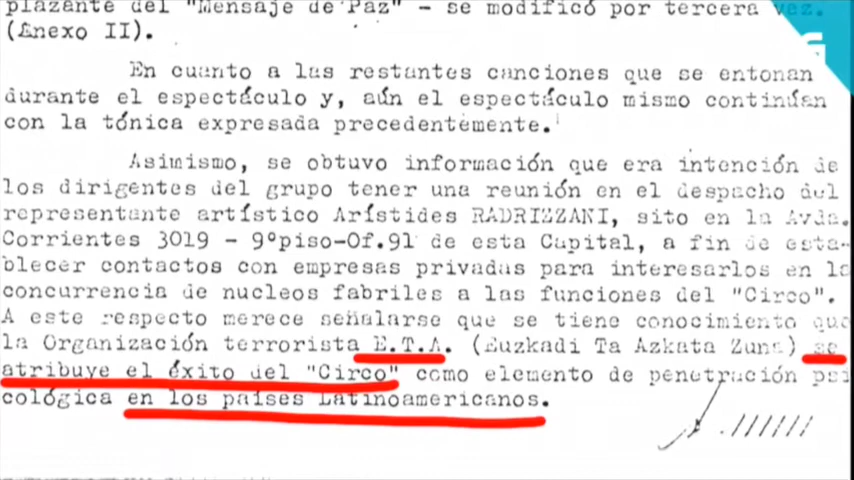 plazante del "Mensaje de Paz" - se modificó por tercera vez.
(Anexo II).
En cuanto a las restantes canciones que se entonan
durante el espectáculo y, aún el espectáculo mismo continúan
con la tónica expresada precedentemente.
Asimismo, se obtuvo información que era intención de
los dirigentes del grupo tener una reunión en el despacho del
representante artístico Arístides RADRIZZANI, sito en la Avda.
Corrientes 3019 - 9ºpiso-Of.91 de esta Capital, a fin de esta-
blecer contactos con empresas privadas para interesarlos en la
concurrencia de nucleos fabriles a las funciones del "Circo".
A este respecto merece señalarse que se tiene conocimiento que
la Organización terrorista E.T.A. (Euzkadi Ta Azkata Zuna) se
atribuye el éxito del "Circo" como elemento de penetración psi
cológica en los países Latinoamericanos.